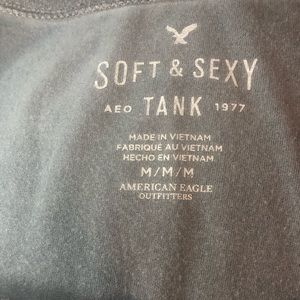 SOFT & SEXY
AEO TANK 1977
MADE IN VIETNAM
FABRIQUÉ AU VIETNAM
HECHO EN VIETNAM
M/M/M
AMERICAN EAGLE
OUTFITTERS